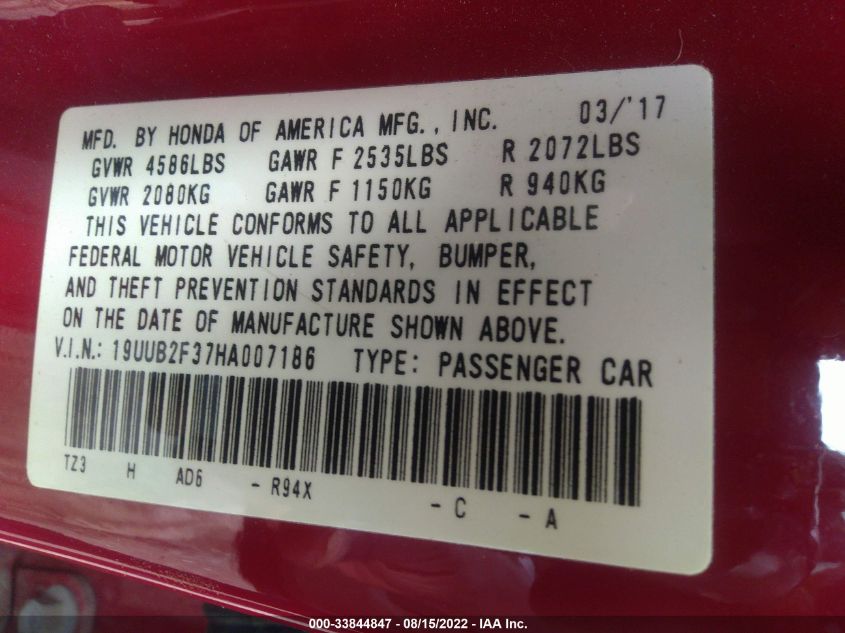 MFD. BY HONDA OF AMERICA MFG., INC. 03/'17
GVWR 4586LBS GAWR F 2535LBS R 2072LBS
GVWR 2080KG GAWR F 1150KG R 940KG
THIS VEHICLE CONFORMS TO ALL APPLICABLE
FEDERAL MOTOR VEHICLE SAFETY, BUMPER,
AND THEFT PREVENTION STANDARDS IN EFFECT
ON THE DATE OF MANUFACTURE SHOWN ABOVE.
V.I.N.: 19UUB2F37HA007186 TYPE: PASSENGER CAR
TZ3 H AD6 - R94X - C - A
000-33844847 - 08/15/2022 - IAA Inc.